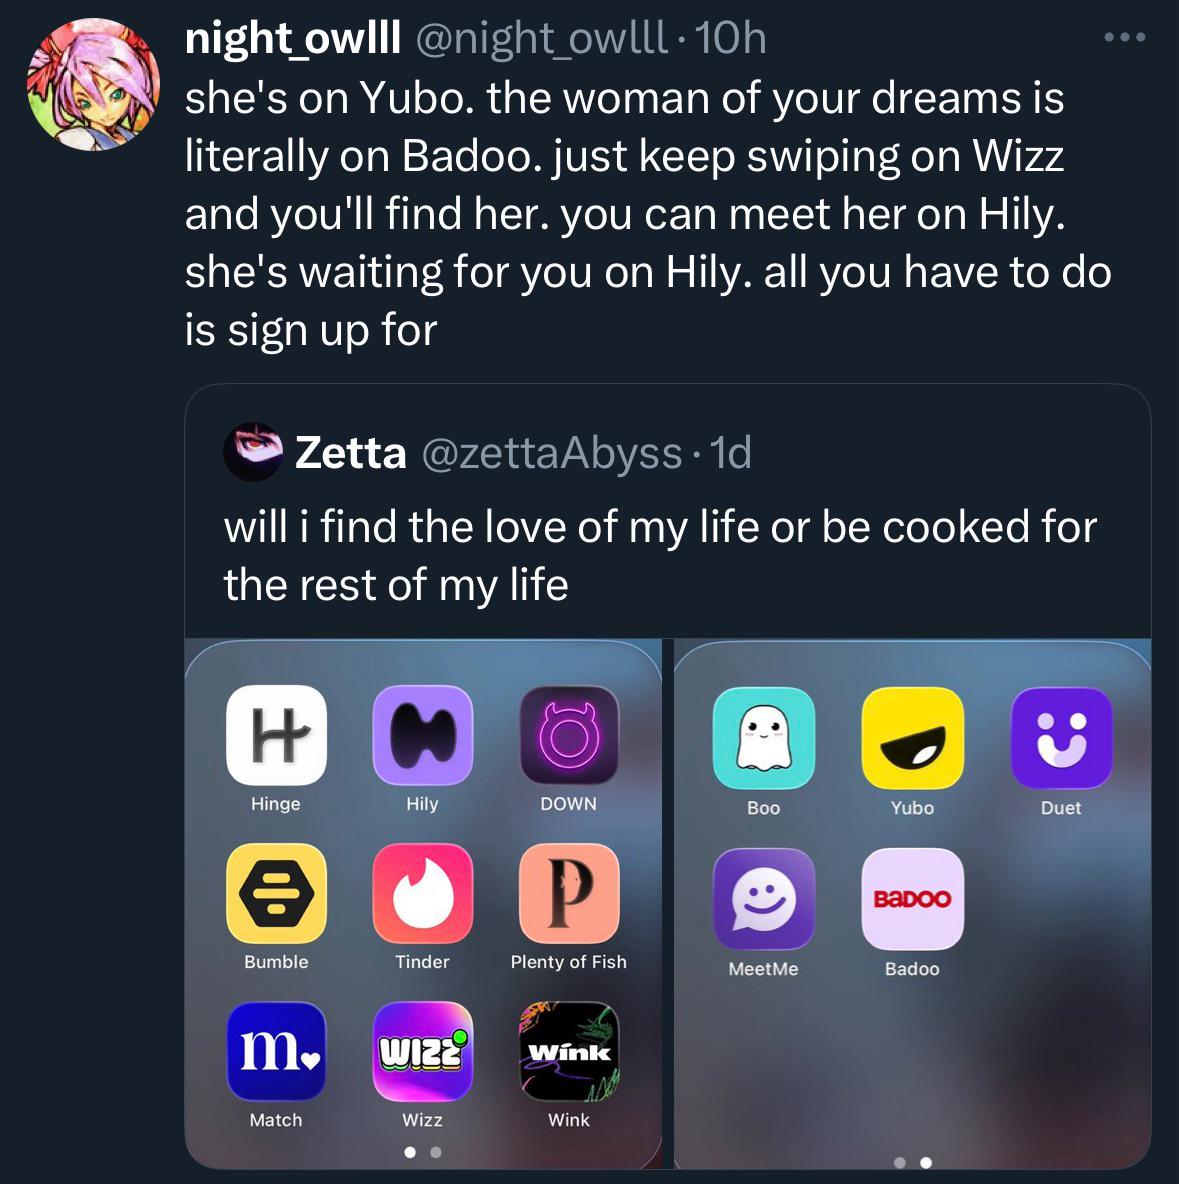 night_owlll @night_owlll · 10h
she's on Yubo. the woman of your dreams is
literally on Badoo. just keep swiping on Wizz
and you'll find her. you can meet her on Hily.
she's waiting for you on Hily. all you have to do
is sign up for
Zetta @zettaAbyss · 1d
will i find the love of my life or be cooked for
the rest of my life
Hinge Hily DOWN
Bumble Tinder P Plenty of Fish
m WIZZ Wink
Match Wizz Wink
Boo Yubo Duet
BADOO
MeetMe Badoo